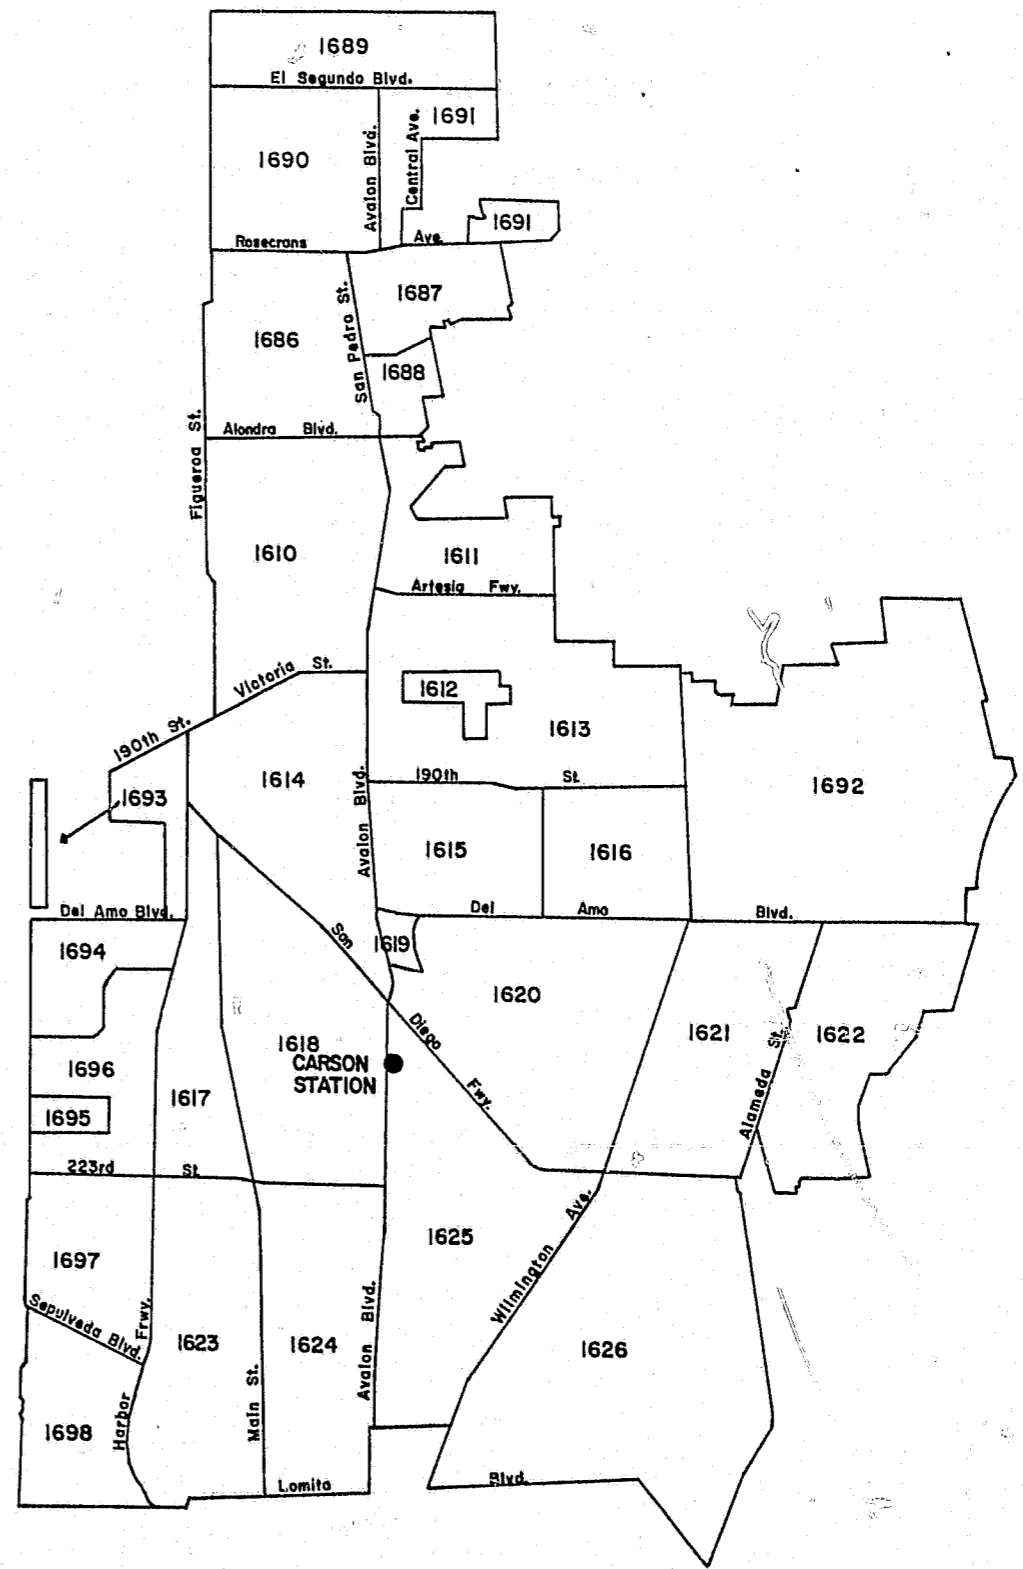 1689
El Segundo Blvd.
1691
Central Ave.
Avalon Blvd.
1690
1691
Rosecrans
Ave.
1687
San Pedro St.
1686
1688
Figueroa St.
Alondra Blvd.
1610
1611
Artesia Fwy.
Victoria St.
1612
190th St.
1613
1614
190th St.
1693
1692
Avalon Blvd.
1615
1616
Del Amo Blvd.
Del Amo Blvd.
1694
San Diego Fwy.
1619
1620
1621
1622
1618
CARSON
STATION
1696
1617
1695
Alameda St.
223rd St.
1697
1625
Wilmington Ave.
Sepulveda Blvd.
Harbor Frwy.
1623
1624
Avalon Blvd.
1626
Main St.
1698
Lomita Blvd.